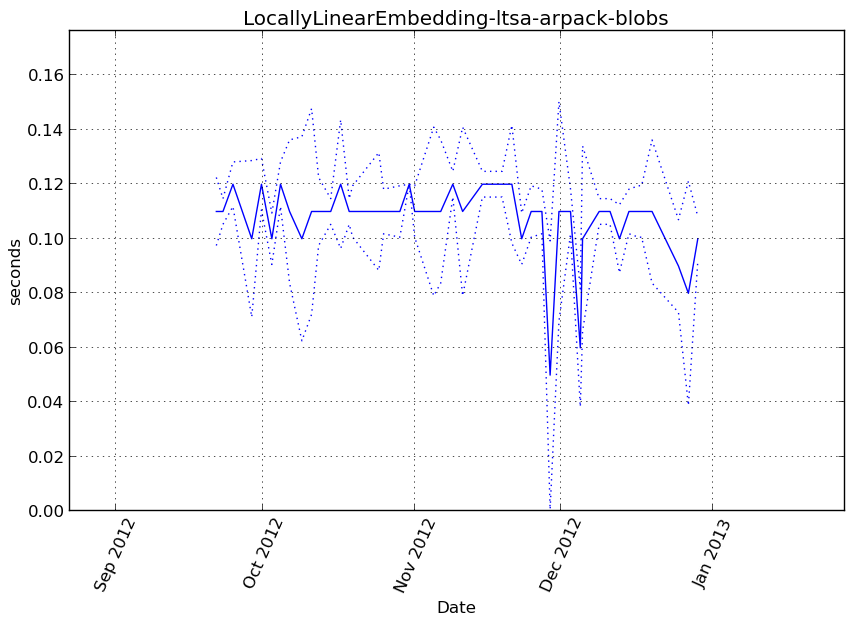 LocallyLinearEmbedding-ltsa-arpack-blobs
0.16
0.14
0.12
0.10
0.08
0.06
0.04
0.02
0.00
seconds
Sep 2012
Oct 2012
Nov 2012
Dec 2012
Jan 2013
Date